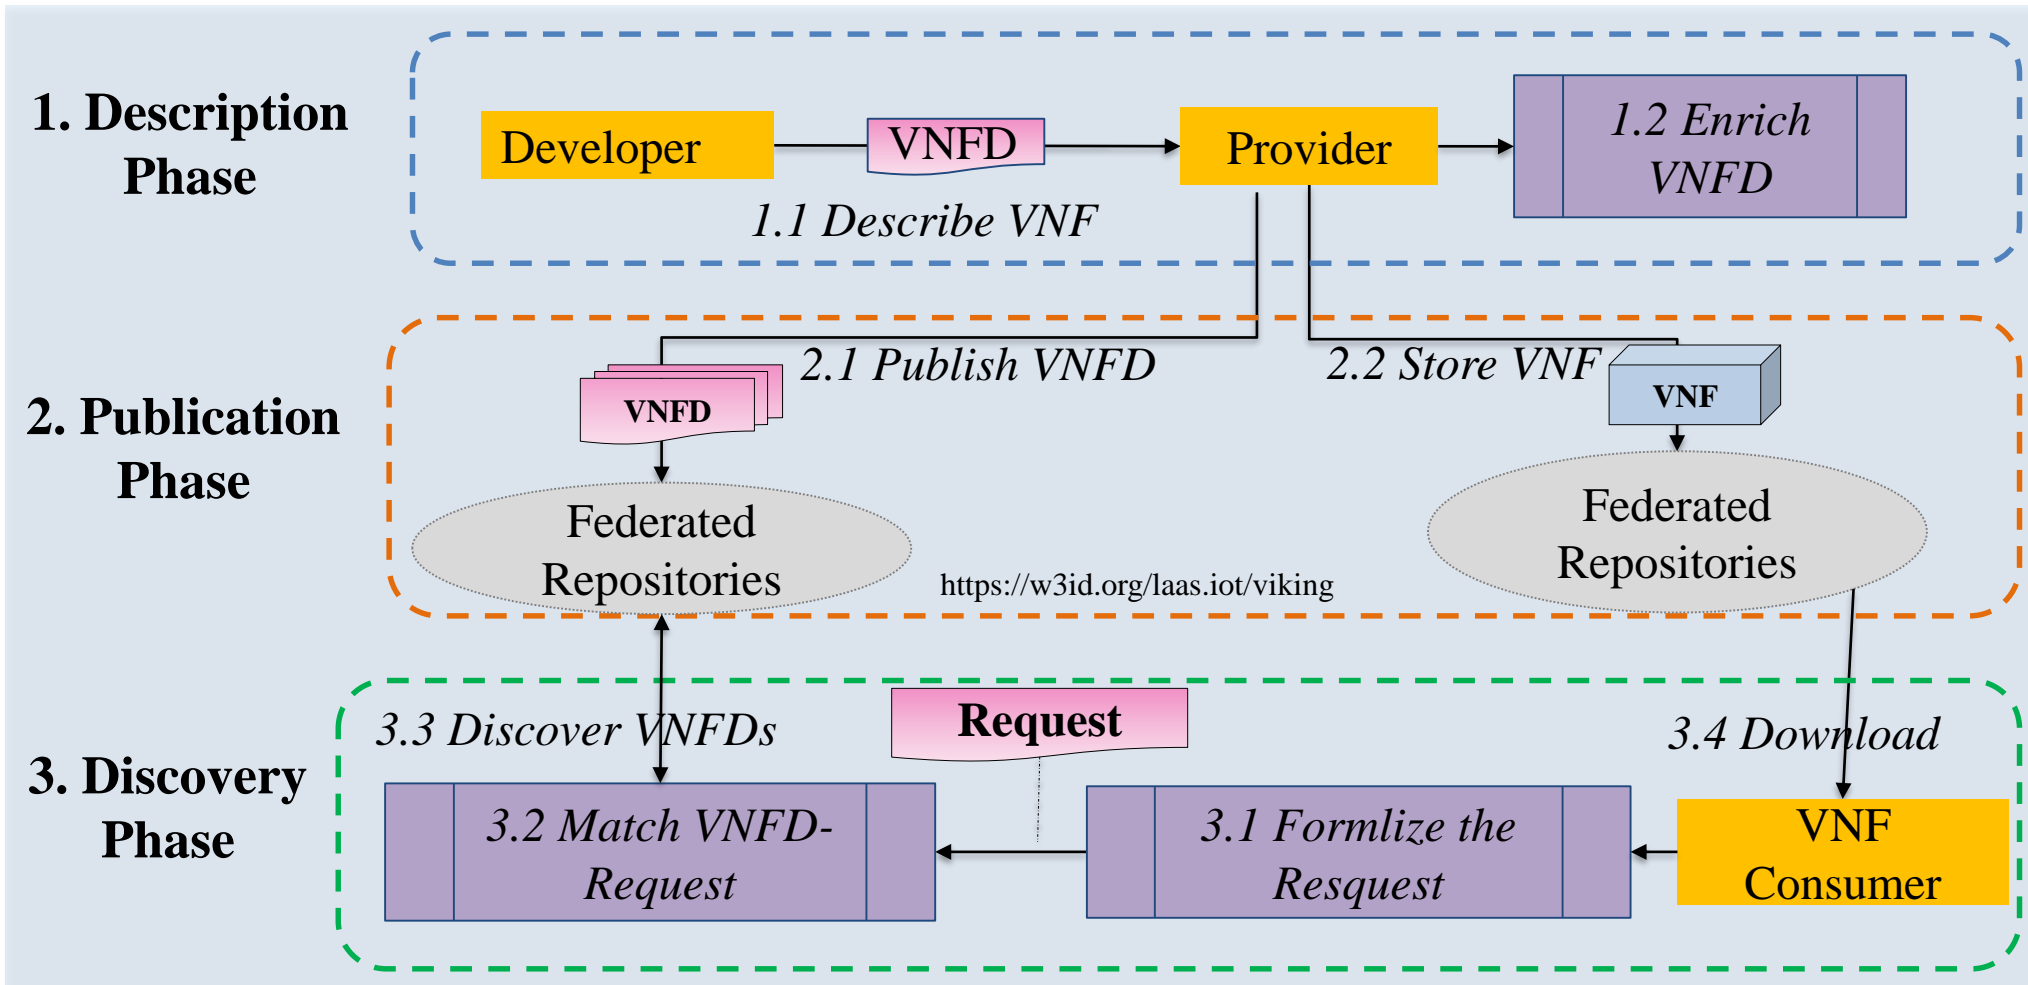 1. Description
Phase
Developer
VNFD
Provider
1.2 Enrich
VNFD
1.1 Describe VNF
2. Publication
Phase
2.1 Publish VNFD
2.2 Store VNF
VNFD
VNF
Federated
Repositories
Federated
Repositories
https://w3id.org/laas.iot/viking
3. Discovery
Phase
3.3 Discover VNFDs
Request
3.4 Download
3.2 Match VNFD-
Request
3.1 Formlize the
Resquest
VNF
Consumer